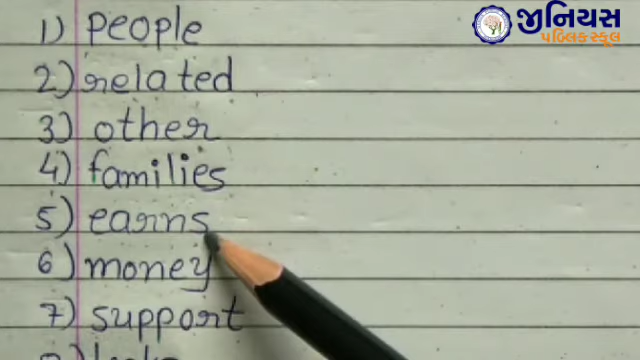 જીનિયસ
પબ્લિક સ્કૂલ
1) People
2) related
3) other
4) families
5) earns
6) money
7) support